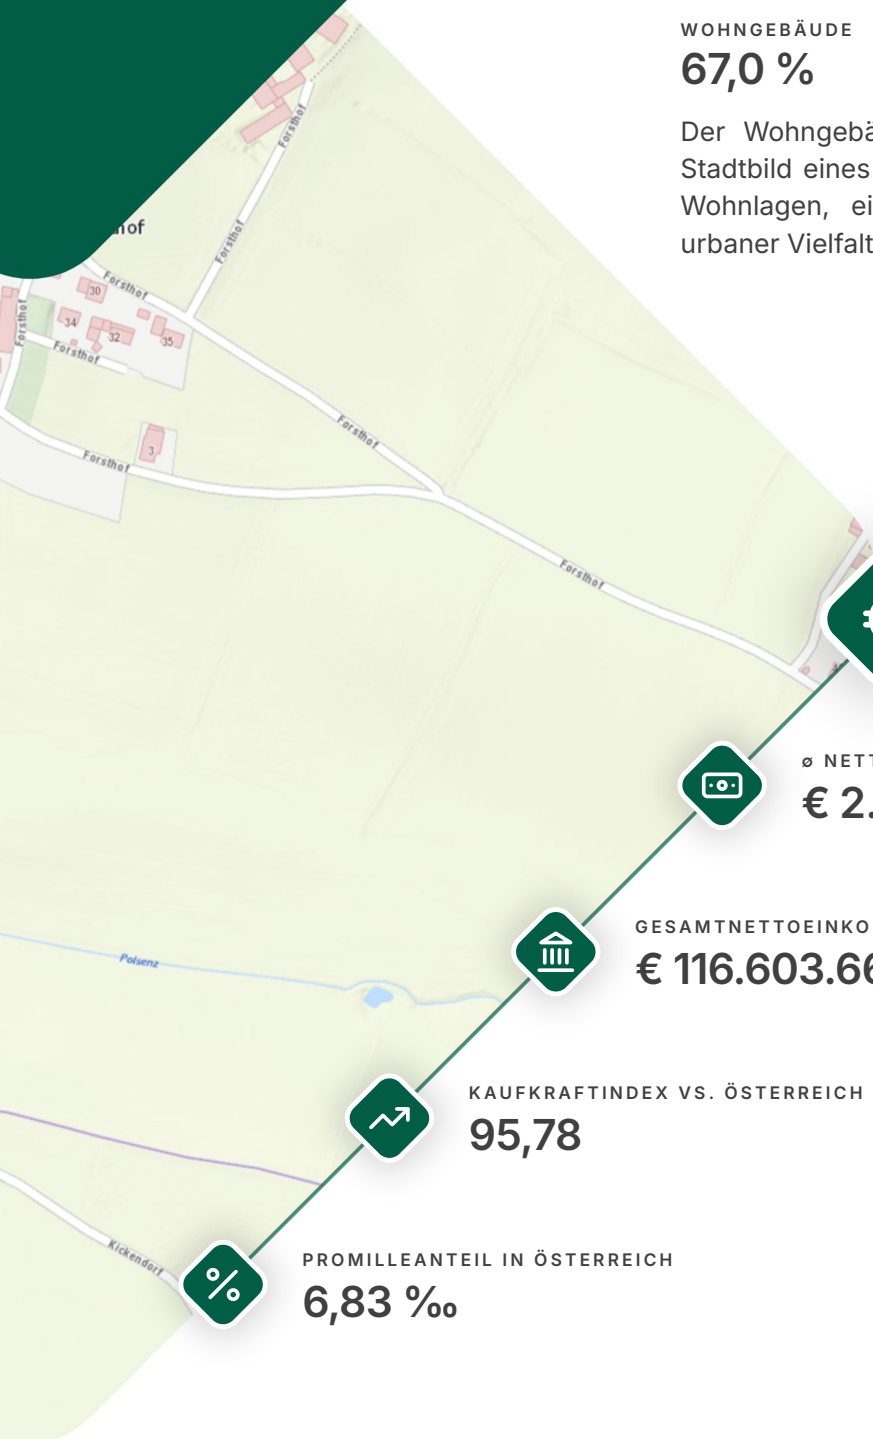 WOHNGEBÄUDE
67,0 %
Der Wohngebä
Stadtbild eines
Wohnlagen, ei
urbaner Vielfalt
Forsthof
hof
Forsthof
Forsthof
30
34
32
35
Forsthof
Forsthof
Forsthof
3
Forsthof
Forsthof
ø NETT
€ 2.
GESAMTNETTOEINKO
€ 116.603.66
Polsenz
KAUFKRAFTINDEX VS. ÖSTERREICH
95,78
Kickendorf
PROMILLEANTEIL IN ÖSTERREICH
6,83 ‰